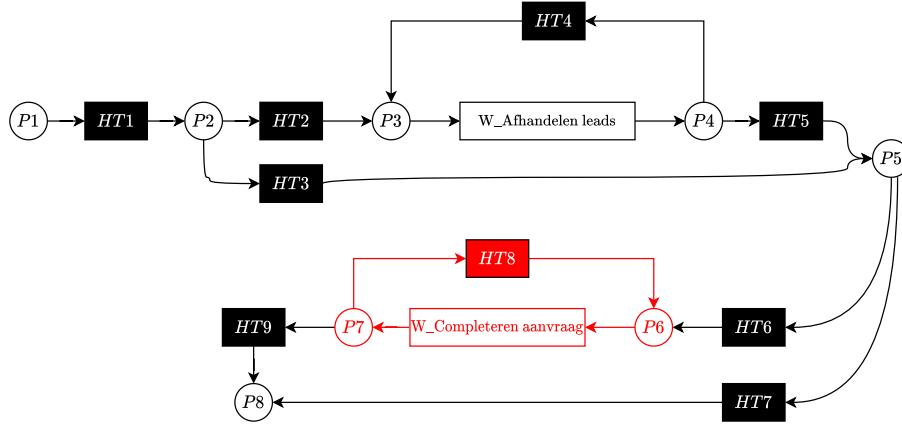 HT4
P1
HT1
P2
HT2
P3
W_Afhandelen leads
P4
HT5
P5
HT3
HT8
HT9
P7
W_Completeren aanvraag
P6
HT6
P8
HT7